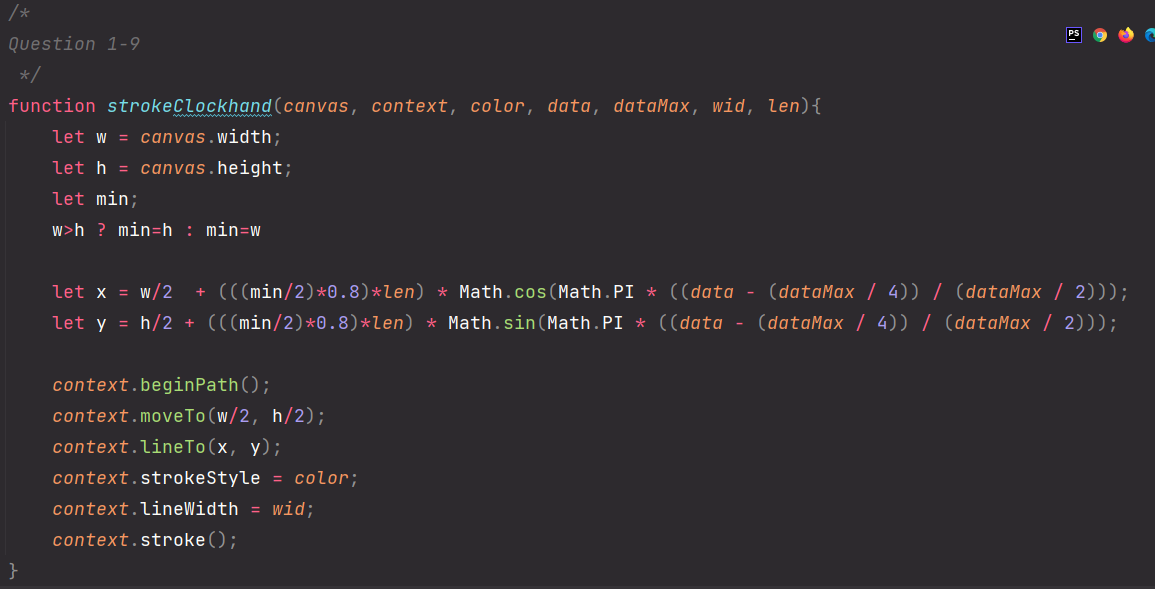 /*
Question 1-9
 */
function strokeClockhand(canvas, context, color, data, dataMax, wid, len){
    let w = canvas.width;
    let h = canvas.height;
    let min;
    w>h ? min=h : min=w

    let x = w/2  + (((min/2)*0.8)*len) * Math.cos(Math.PI * ((data - (dataMax / 4)) / (dataMax / 2)));
    let y = h/2 + (((min/2)*0.8)*len) * Math.sin(Math.PI * ((data - (dataMax / 4)) / (dataMax / 2)));

    context.beginPath();
    context.moveTo(w/2, h/2);
    context.lineTo(x, y);
    context.strokeStyle = color;
    context.lineWidth = wid;
    context.stroke();
}
PS